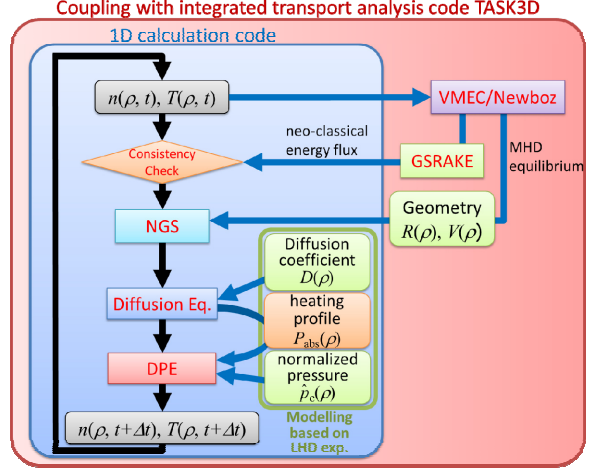 Coupling with integrated transport analysis code TASK3D
1D calculation code
n(ρ, t), T(ρ, t)
VMEC/Newboz
neo-classical
energy flux
MHD
equilibrium
Consistency
Check
GSRAKE
Geometry
R(ρ), V(ρ)
NGS
Diffusion
coefficient
D(ρ)
Diffusion Eq.
heating
profile
Pabs(ρ)
DPE
normalized
pressure
p̂c(ρ)
n(ρ, t+Δt), T(ρ, t+Δt)
Modelling
based on
LHD exp.